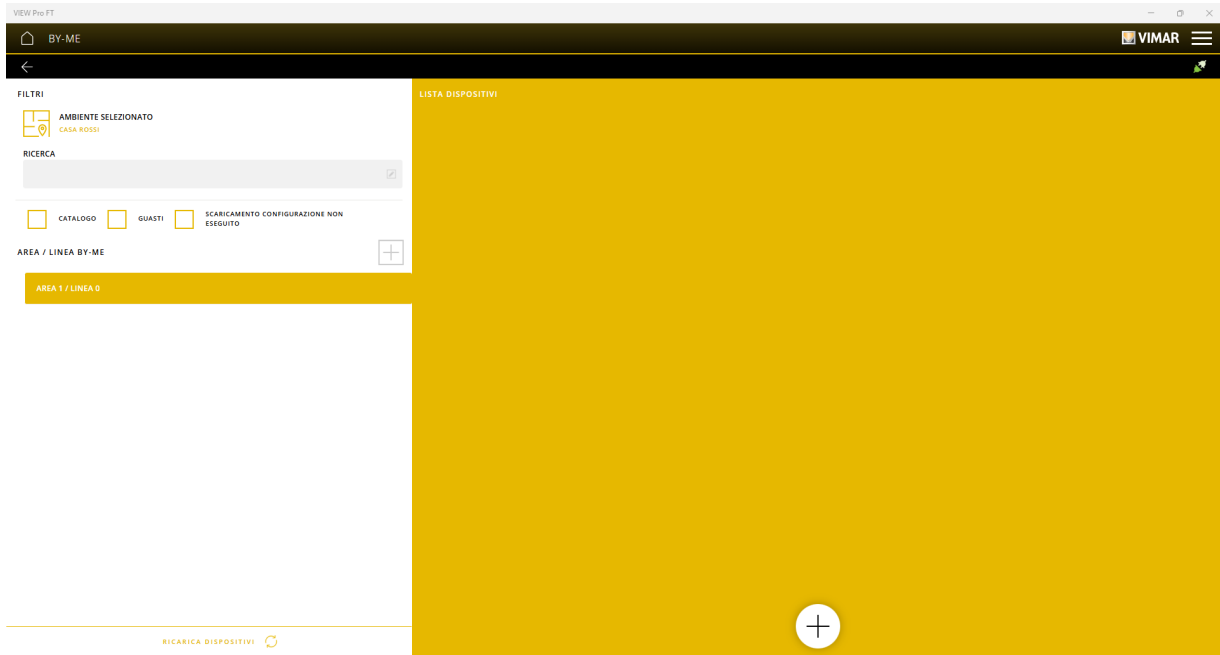 VIEW Pro FT
BY-ME
VIMAR
FILTRI
AMBIENTE SELEZIONATO
CASA ROSSI
RICERCA
CATALOGO
GUASTI
SCARICAMENTO CONFIGURAZIONE NON
ESEGUITO
AREA / LINEA BY-ME
AREA 1 / LINEA 0
RICARICA DISPOSITIVI
LISTA DISPOSITIVI